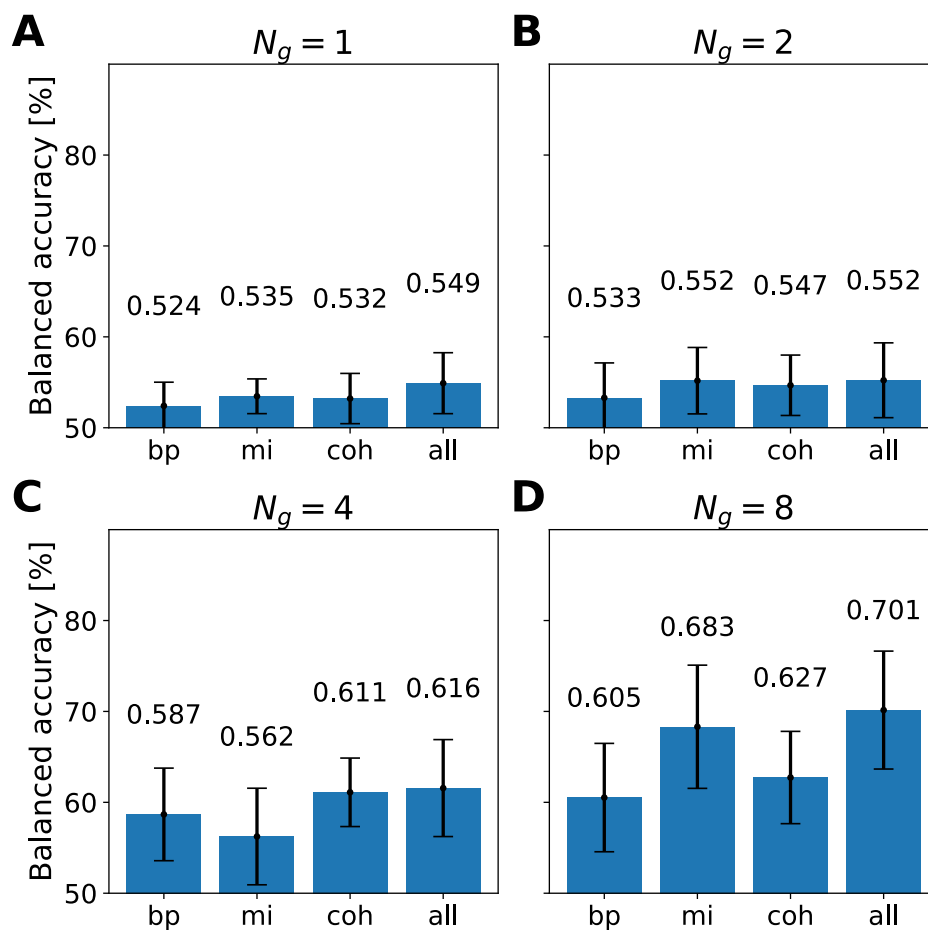 A
N_g = 1
Balanced accuracy [%]
80
70
60
50
0.524
0.535
0.532
0.549
bp
mi
coh
all
B
N_g = 2
0.533
0.552
0.547
0.552
bp
mi
coh
all
C
N_g = 4
Balanced accuracy [%]
80
70
60
50
0.587
0.562
0.611
0.616
bp
mi
coh
all
D
N_g = 8
0.605
0.683
0.627
0.701
bp
mi
coh
all